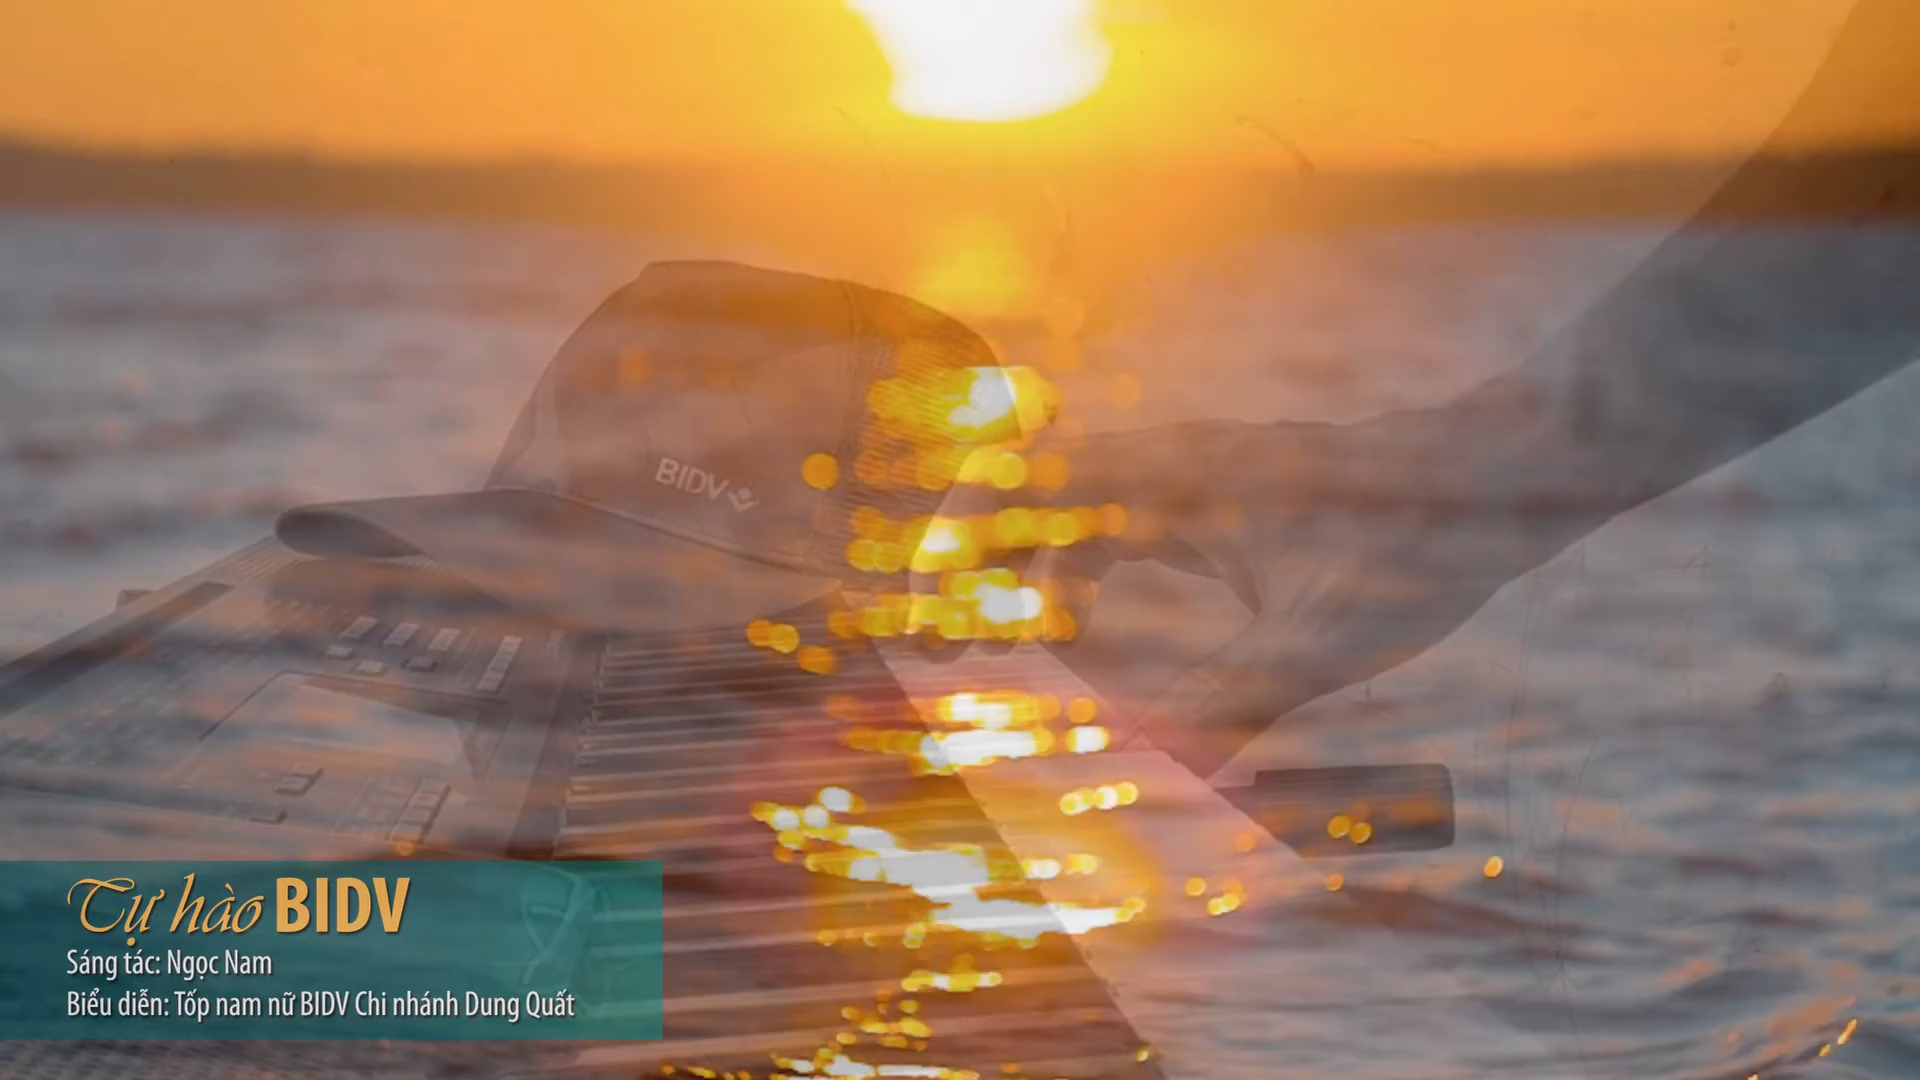 BIDV
Tự hào BIDV
Sáng tác: Ngọc Nam
Biểu diễn: Tốp nam nữ BIDV Chi nhánh Dung Quất